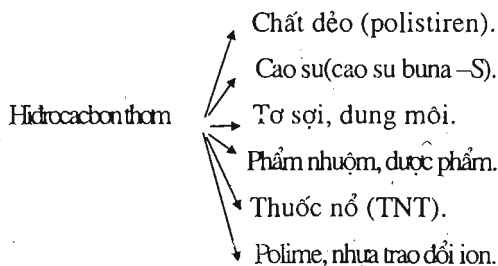 Chất dẻo (polistiren).
Cao su(cao su buna –S).
Hiđrocacbon thơm
Tơ sợi, dung môi.
Phẩm nhuộm, dược phẩm.
Thuốc nổ (TNT).
Polime, nhựa trao đổi ion.